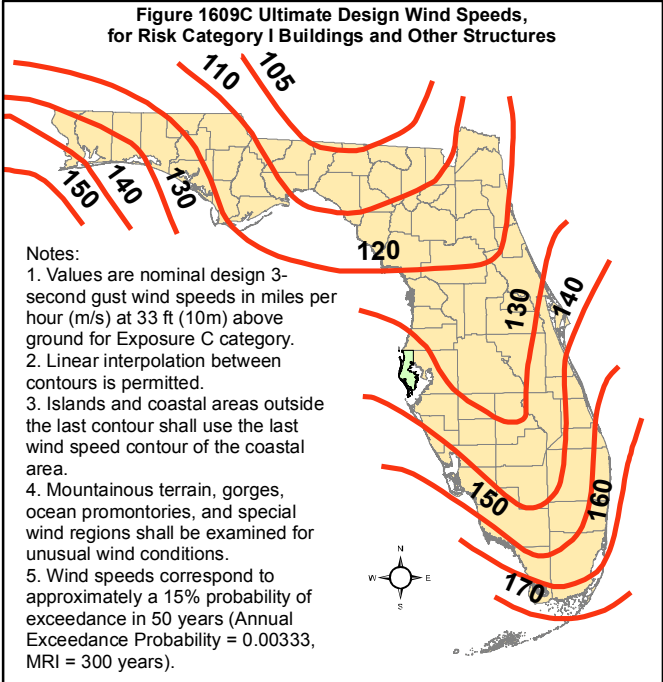 Figure 1609C Ultimate Design Wind Speeds,
for Risk Category I Buildings and Other Structures
105
110
150
140
130
120
130
140
Notes:
1. Values are nominal design 3-
second gust wind speeds in miles per
hour (m/s) at 33 ft (10m) above
ground for Exposure C category.
2. Linear interpolation between
contours is permitted.
3. Islands and coastal areas outside
the last contour shall use the last
wind speed contour of the coastal
area.
4. Mountainous terrain, gorges,
ocean promontories, and special
wind regions shall be examined for
unusual wind conditions.
5. Wind speeds correspond to
approximately a 15% probability of
exceedance in 50 years (Annual
Exceedance Probability = 0.00333,
MRI = 300 years).
150
160
170
N
W E
S